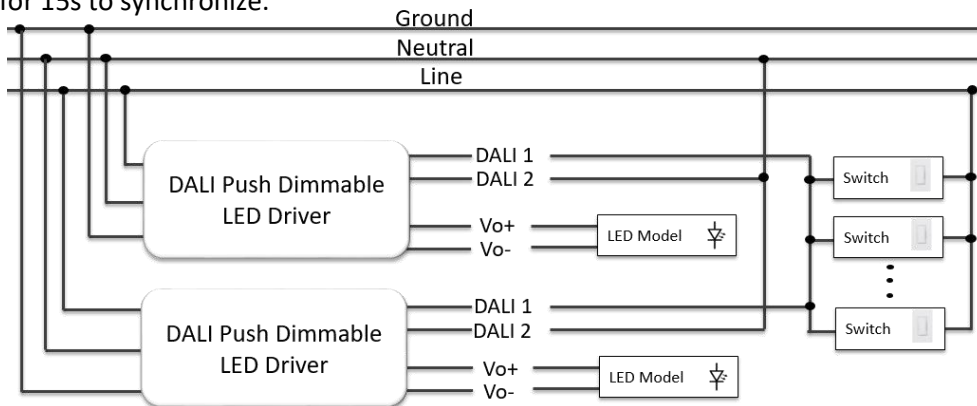 for 15s to synchronize.
Ground
Neutral
Line
DALI Push Dimmable
LED Driver
DALI 1
DALI 2
Vo+
Vo-
LED Model
Switch
Switch
DALI Push Dimmable
LED Driver
DALI 1
DALI 2
Vo+
Vo-
LED Model
Switch